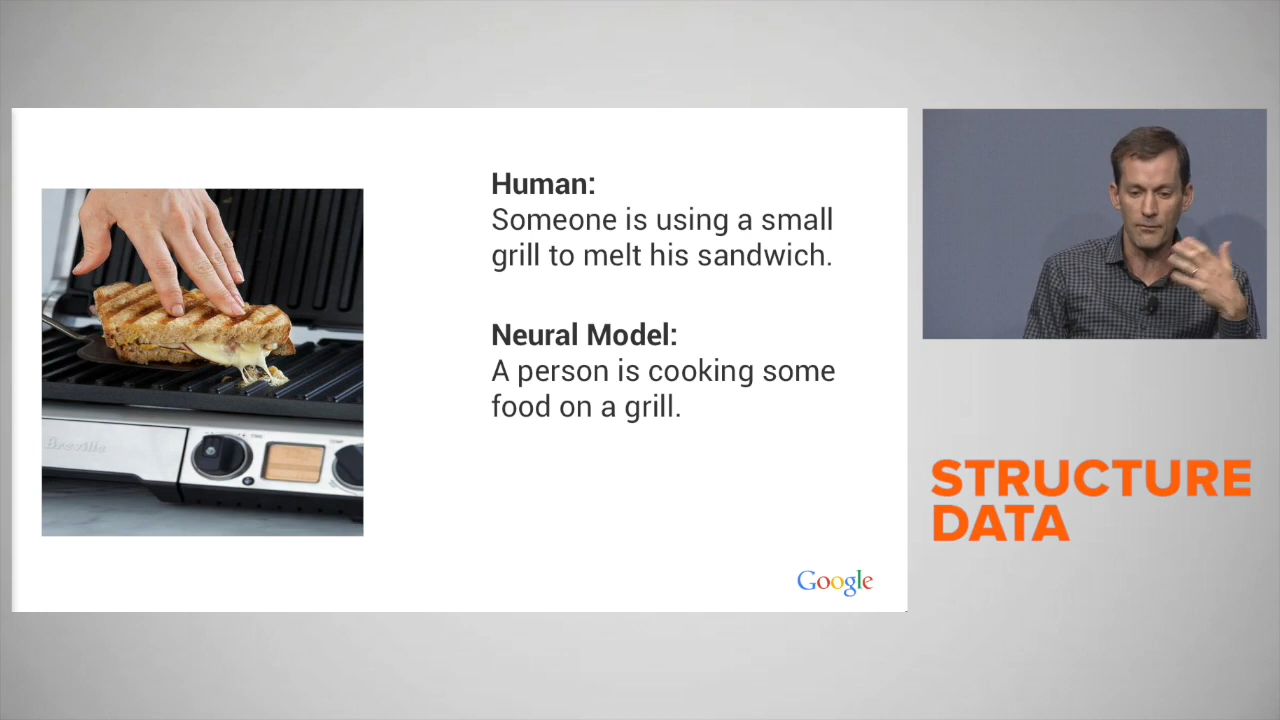 Human:
Someone is using a small
grill to melt his sandwich.
Neural Model:
A person is cooking some
food on a grill.
Breville
Google
STRUCTURE
DATA